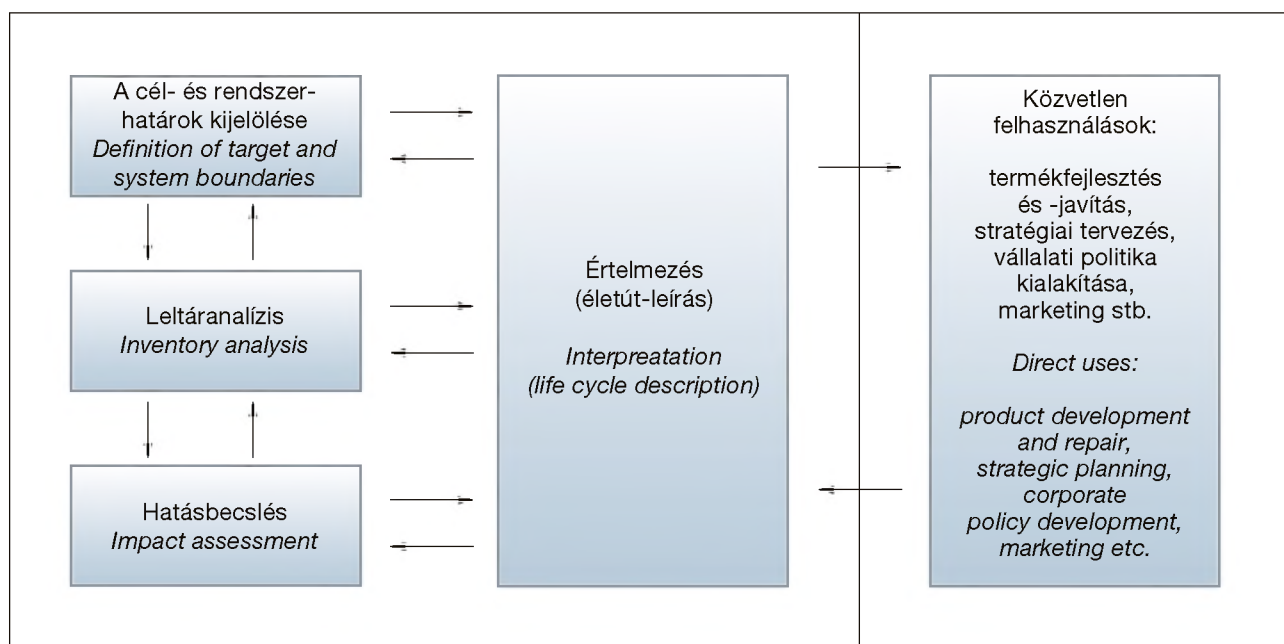 A cél- és rendszer-
határok kijelölése
Definition of target and
system boundaries
Leltáranalízis
Inventory analysis
Hatásbecslés
Impact assessment
Értelmezés
(életút-leírás)
Interpreatation
(life cycle description)
Közvetlen
felhasználások:
termékfejlesztés
és -javítás,
stratégiai tervezés,
vállalati politika
kialakítása,
marketing stb.
Direct uses:
product development
and repair,
strategic planning,
corporate
policy development,
marketing etc.